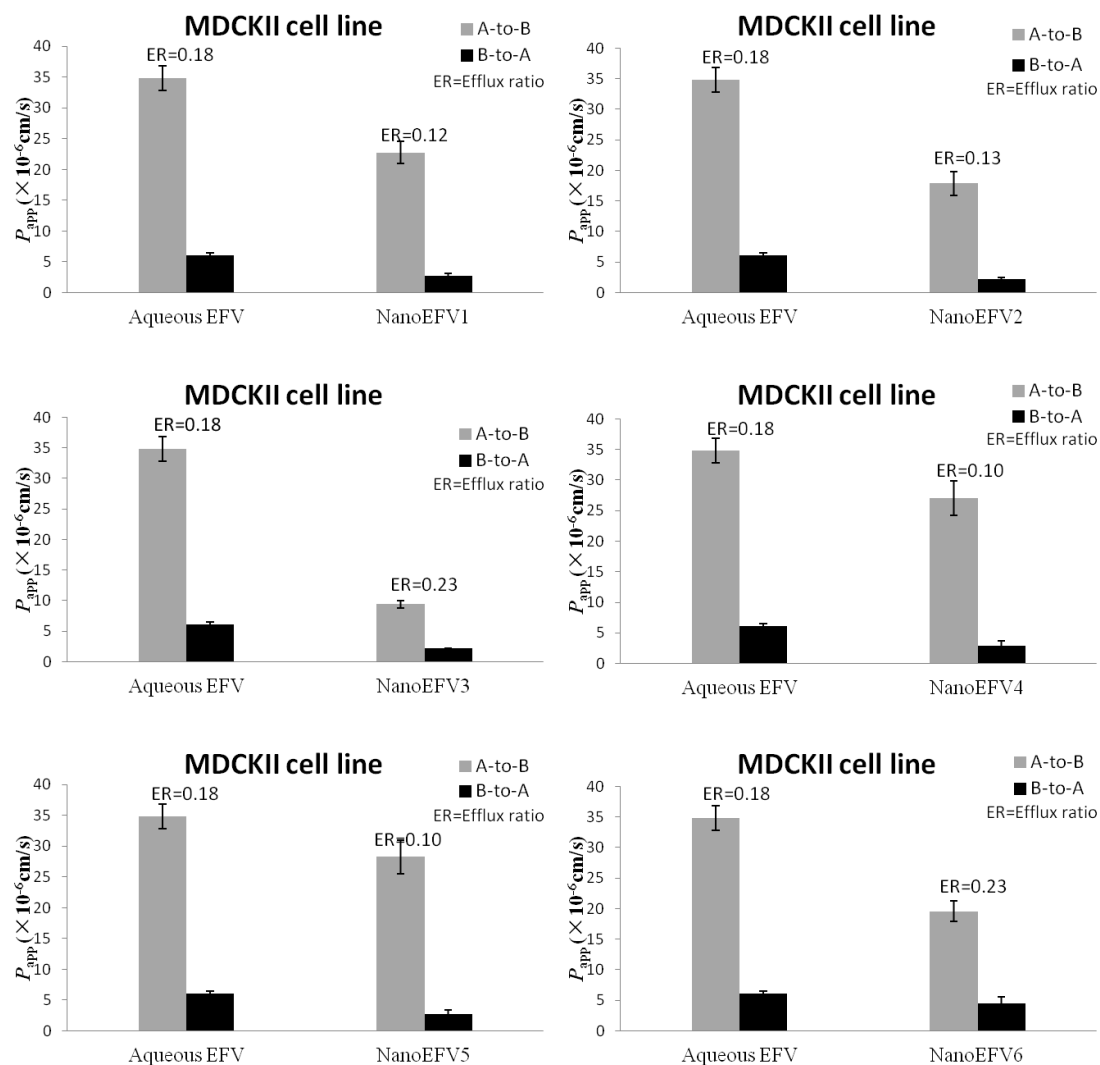 MDCKII cell line
A-to-B
B-to-A
ER=Efflux ratio
P app (×10-6cm/s)
40
35
30
25
20
15
10
5
0
ER=0.18
ER=0.12
Aqueous EFV
NanoEFV1
MDCKII cell line
A-to-B
B-to-A
ER=Efflux ratio
P app (×10-6cm/s)
40
35
30
25
20
15
10
5
0
ER=0.18
ER=0.13
Aqueous EFV
NanoEFV2
MDCKII cell line
A-to-B
B-to-A
ER=Efflux ratio
P app (×10-6cm/s)
40
35
30
25
20
15
10
5
0
ER=0.18
ER=0.23
Aqueous EFV
NanoEFV3
MDCKII cell line
A-to-B
B-to-A
ER=Efflux ratio
P app (×10-6cm/s)
40
35
30
25
20
15
10
5
0
ER=0.18
ER=0.10
Aqueous EFV
NanoEFV4
MDCKII cell line
A-to-B
B-to-A
ER=Efflux ratio
P app (×10-6cm/s)
40
35
30
25
20
15
10
5
0
ER=0.18
ER=0.10
Aqueous EFV
NanoEFV5
MDCKII cell line
A-to-B
B-to-A
ER=Efflux ratio
P app (×10-6cm/s)
40
35
30
25
20
15
10
5
0
ER=0.18
ER=0.23
Aqueous EFV
NanoEFV6